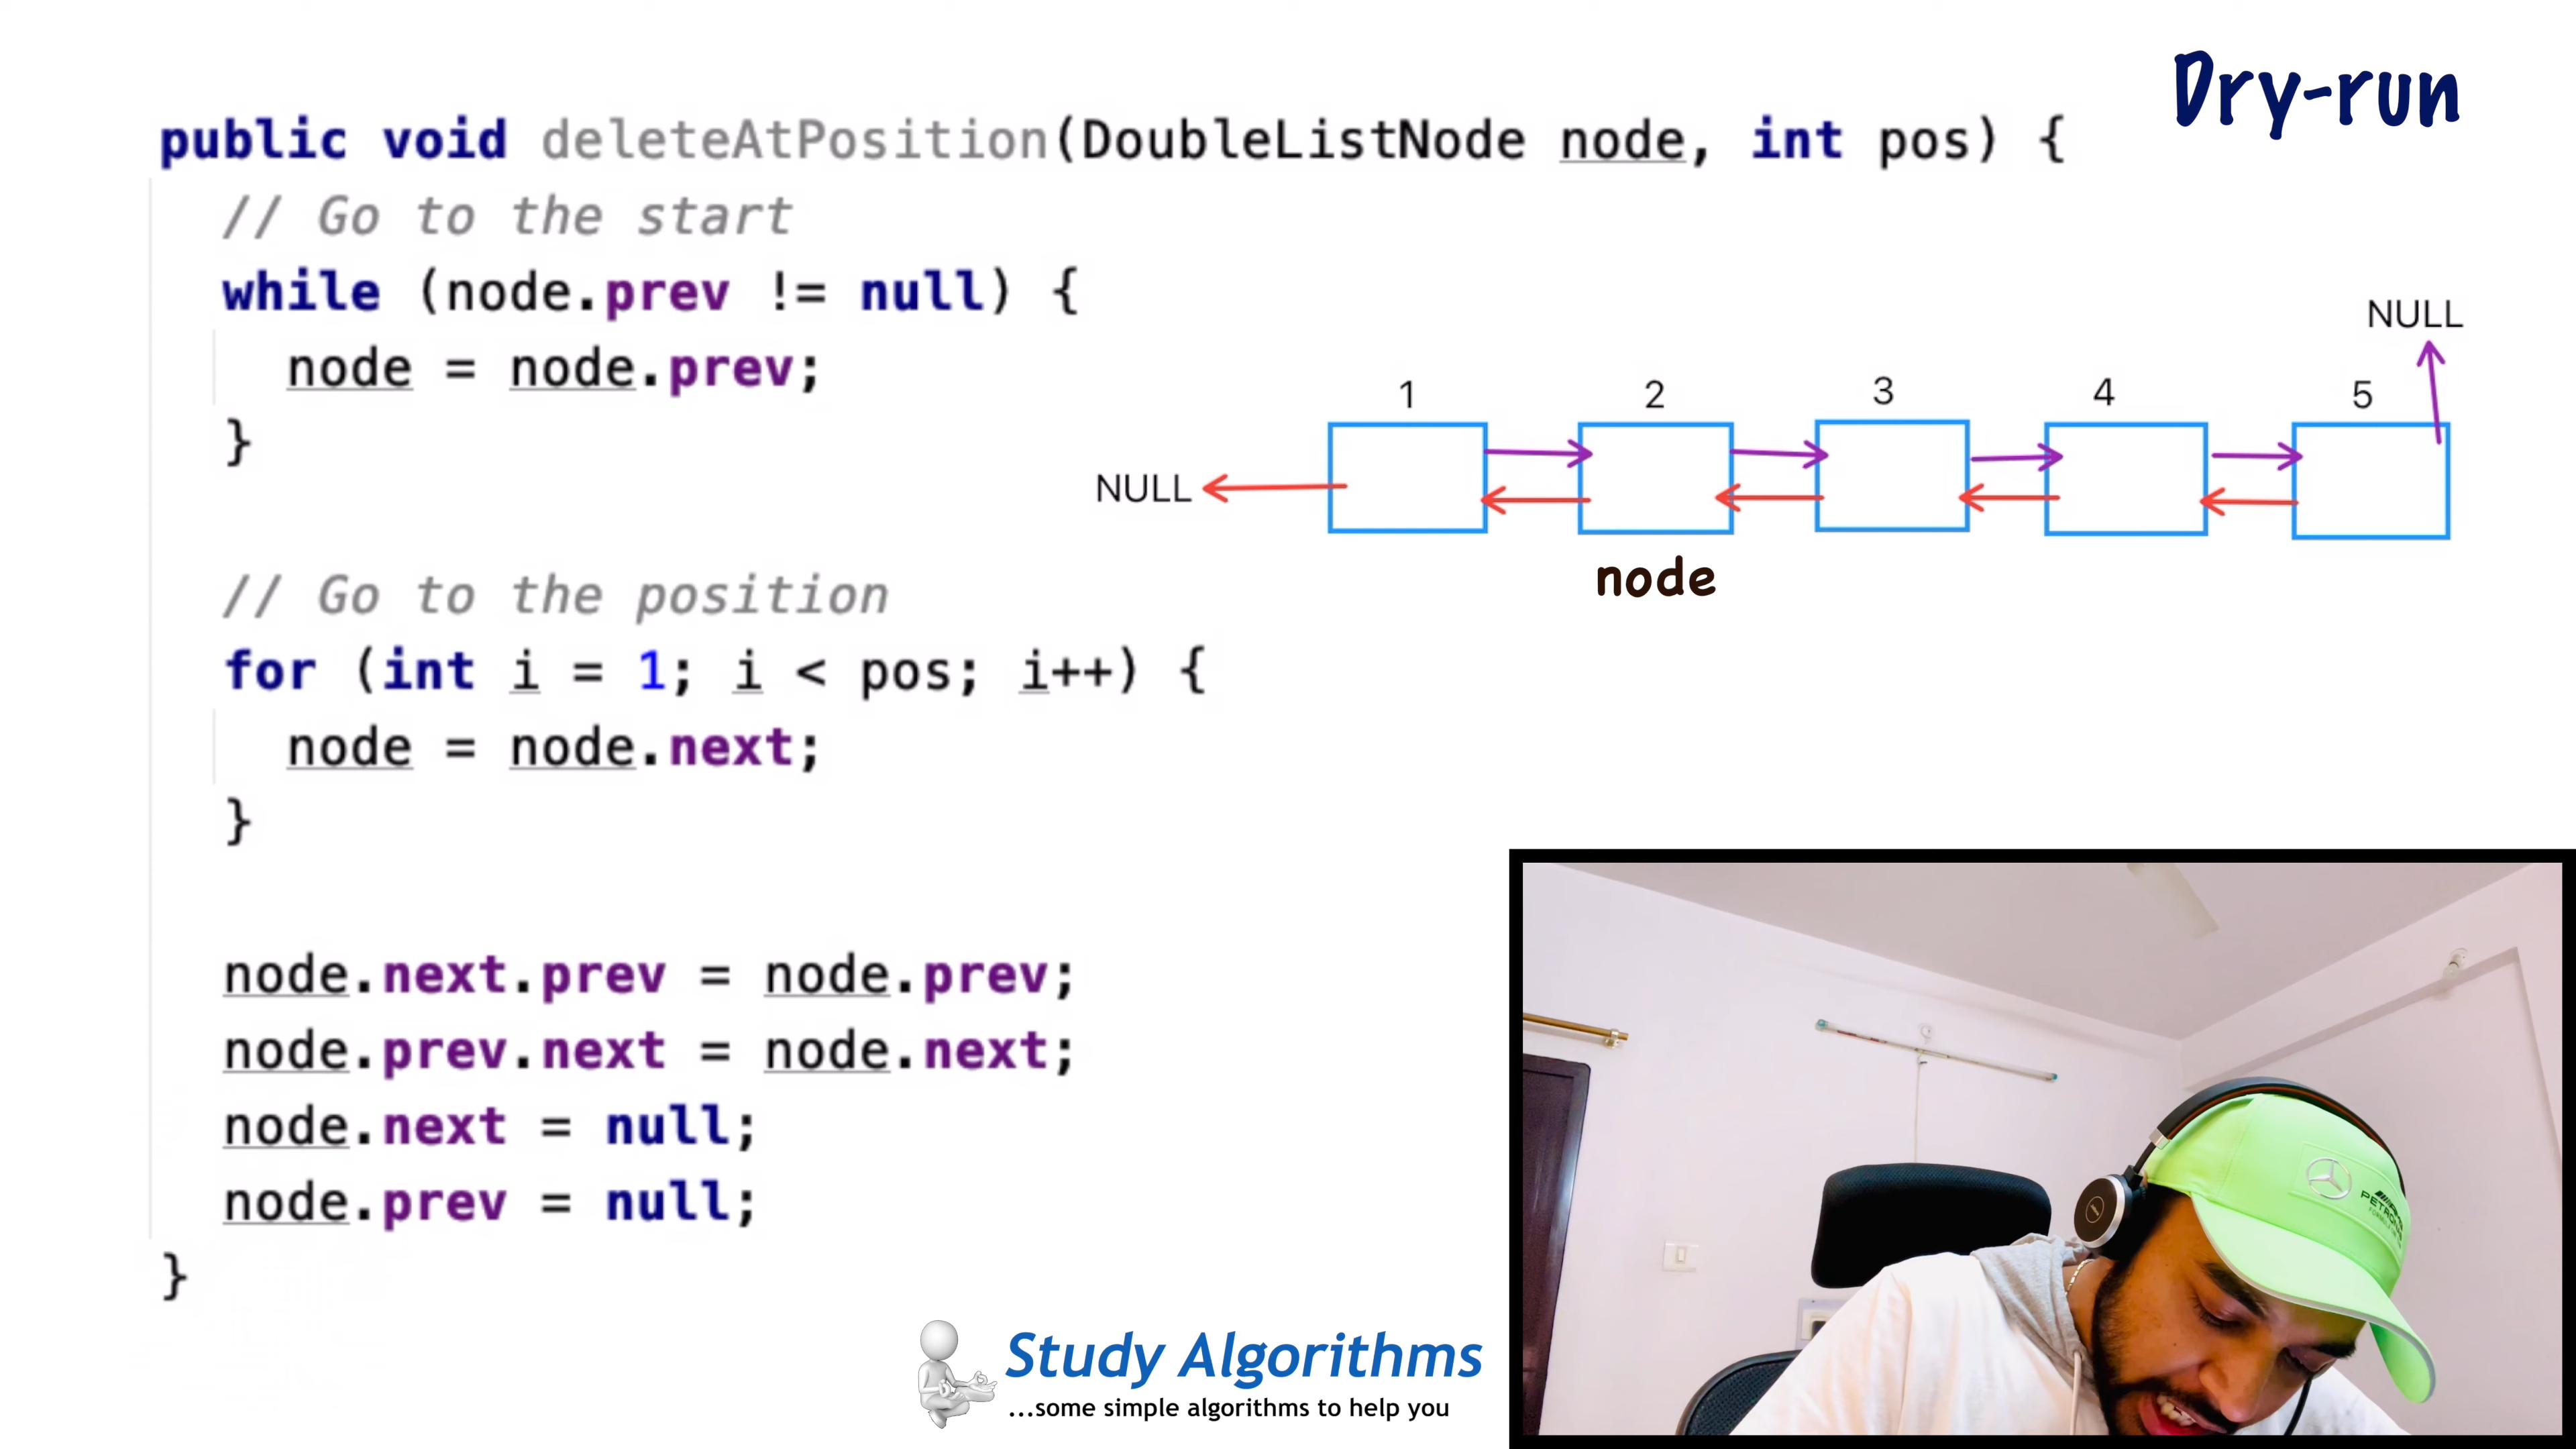 Dry-run
public void deleteAtPosition(DoubleListNode node, int pos) {
// Go to the start
while (node.prev != null) {
node = node.prev;
}
// Go to the position
for (int i = 1; i < pos; i++) {
node = node.next;
}
node.next.prev = node.prev;
node.prev.next = node.next;
node.next = null;
node.prev = null;
}
NULL
1 2 3 4 5
NULL
node
Study Algorithms
...some simple algorithms to help you